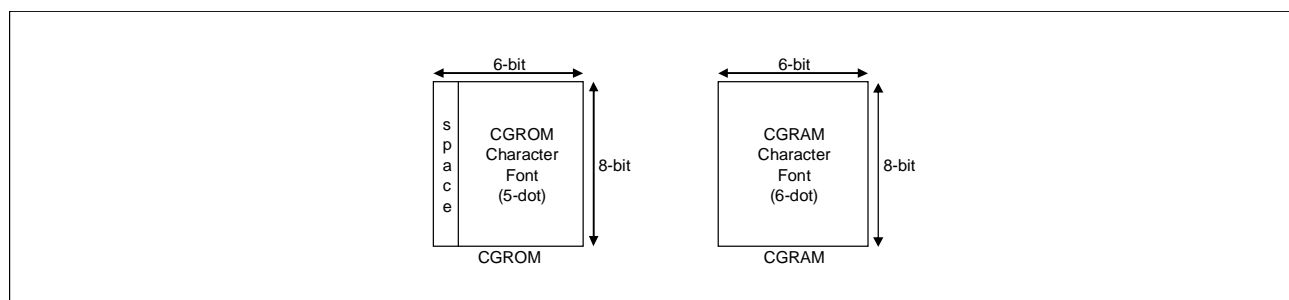 6-bit
space
CGROM
Character
Font
(5-dot)
8-bit
CGROM
6-bit
CGRAM
Character
Font
(6-dot)
8-bit
CGRAM